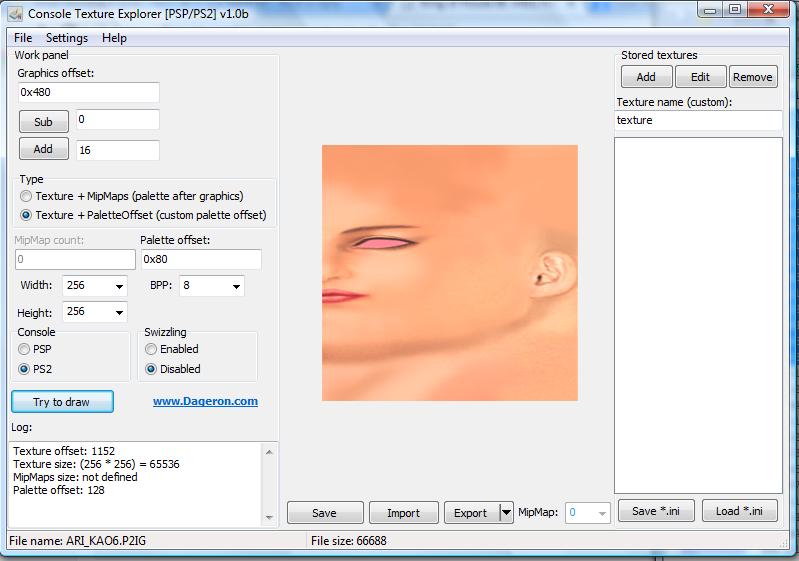 Console Texture Explorer [PSP/PS2] v1.0b
File Settings Help
Work panel
Graphics offset:
0x480
Sub 0
Add 16
Type
Texture + MipMaps (palette after graphics)
Texture + PaletteOffset (custom palette offset)
MipMap count: Palette offset:
0 0x80
Width: 256 BPP: 8
Height: 256
Console Swizzling
PSP Enabled
PS2 Disabled
Try to draw www.Dageron.com
Log:
Texture offset: 1152
Texture size: (256 * 256) = 65536
MipMaps size: not defined
Palette offset: 128
Save Import Export MipMap: 0
Stored textures
Add Edit Remove
Texture name (custom):
texture
Save *.ini Load *.ini
File name: ARI_KAO6.P2IG File size: 66688